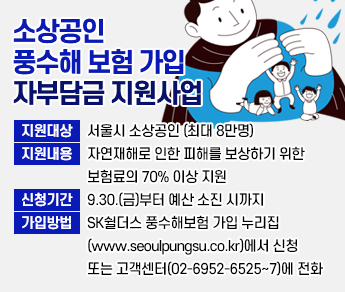 소상공인
풍수해 보험 가입
자부담금 지원사업
지원대상 서울시 소상공인 (최대 8만명)
지원내용 자연재해로 인한 피해를 보상하기 위한
보험료의 70% 이상 지원
신청기간 9.30.(금)부터 예산 소진 시까지
가입방법 SK쉴더스 풍수해보험 가입 누리집
(www.seoulpungsu.co.kr)에서 신청
또는 고객센터(02-6952-6525~7)에 전화